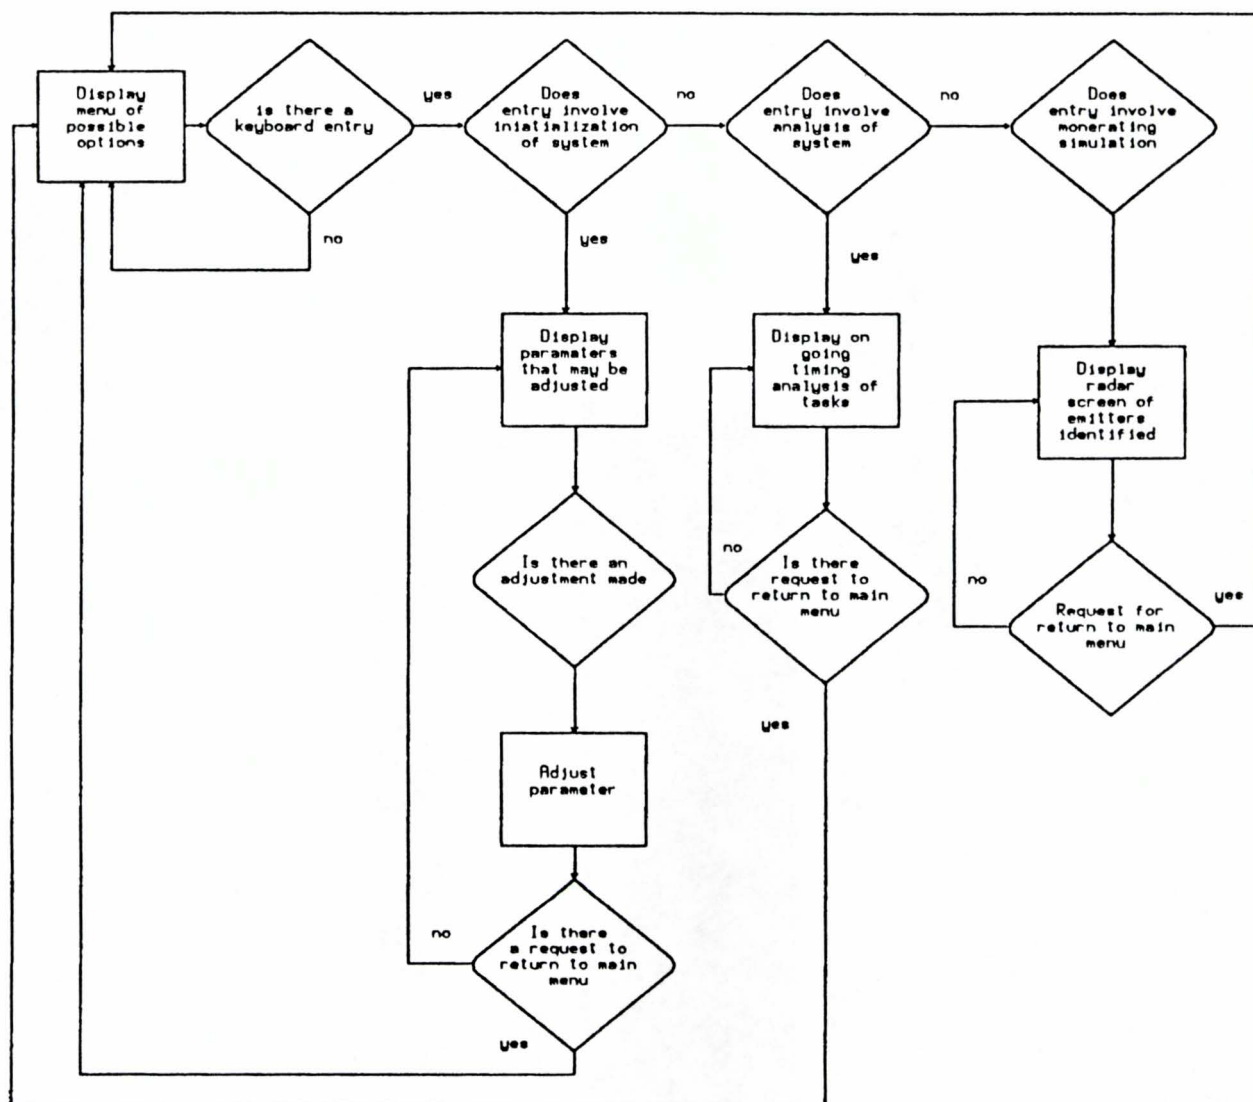 Display
menu of
possible
options
is there a
keyboard entry
yes
no
Does
entry involve
iniatialization
of system
no
yes
Does
entry involve
analysis of
system
no
yes
Does
entry involve
monerating
simulation
Display
paramaters
that may be
adjusted
Is there an
adjustment made
Adjust
parameter
Is there
a request to
return to main
menu
no
yes
Display on
going
timing
analysis of
tasks
Is there
request to
return to main
menu
no
yes
Display
radar
screen of
emitters
identified
Request for
return to main
menu
no
yes